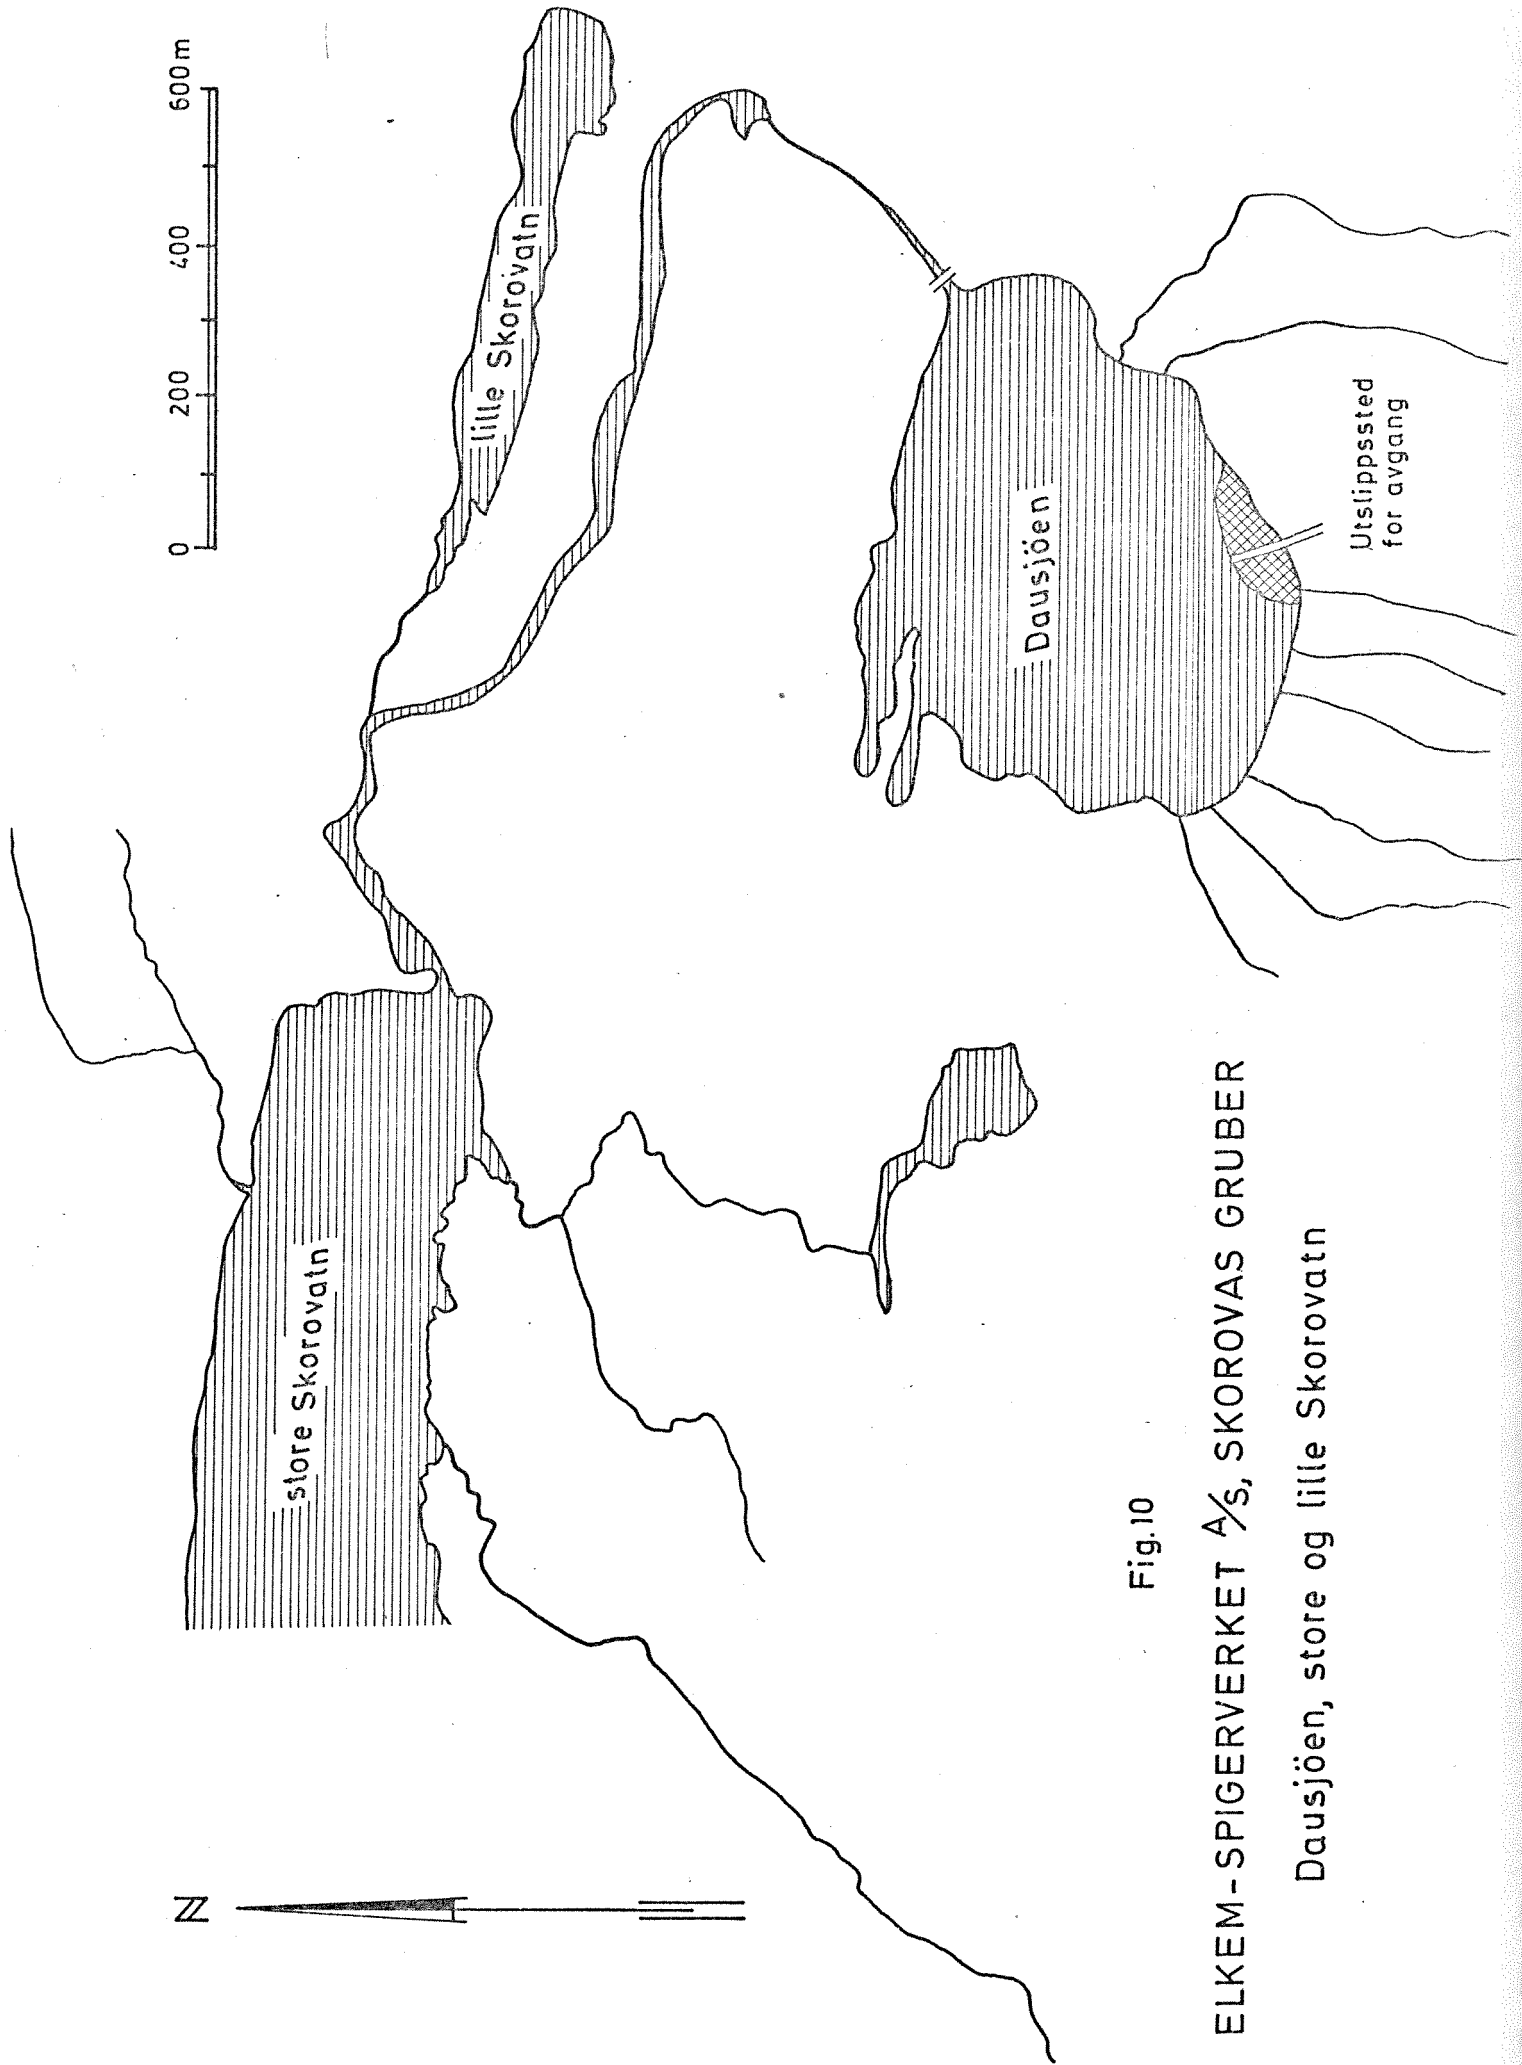 N
0 200 400 600 m
store Skorovatn
lille Skorovatn
Dausjöen
Utslippssted
for avgang
Fig.10
ELKEM-SPIGERVERKET A/S, SKOROVAS GRUBER
Dausjöen, store og lille Skorovatn